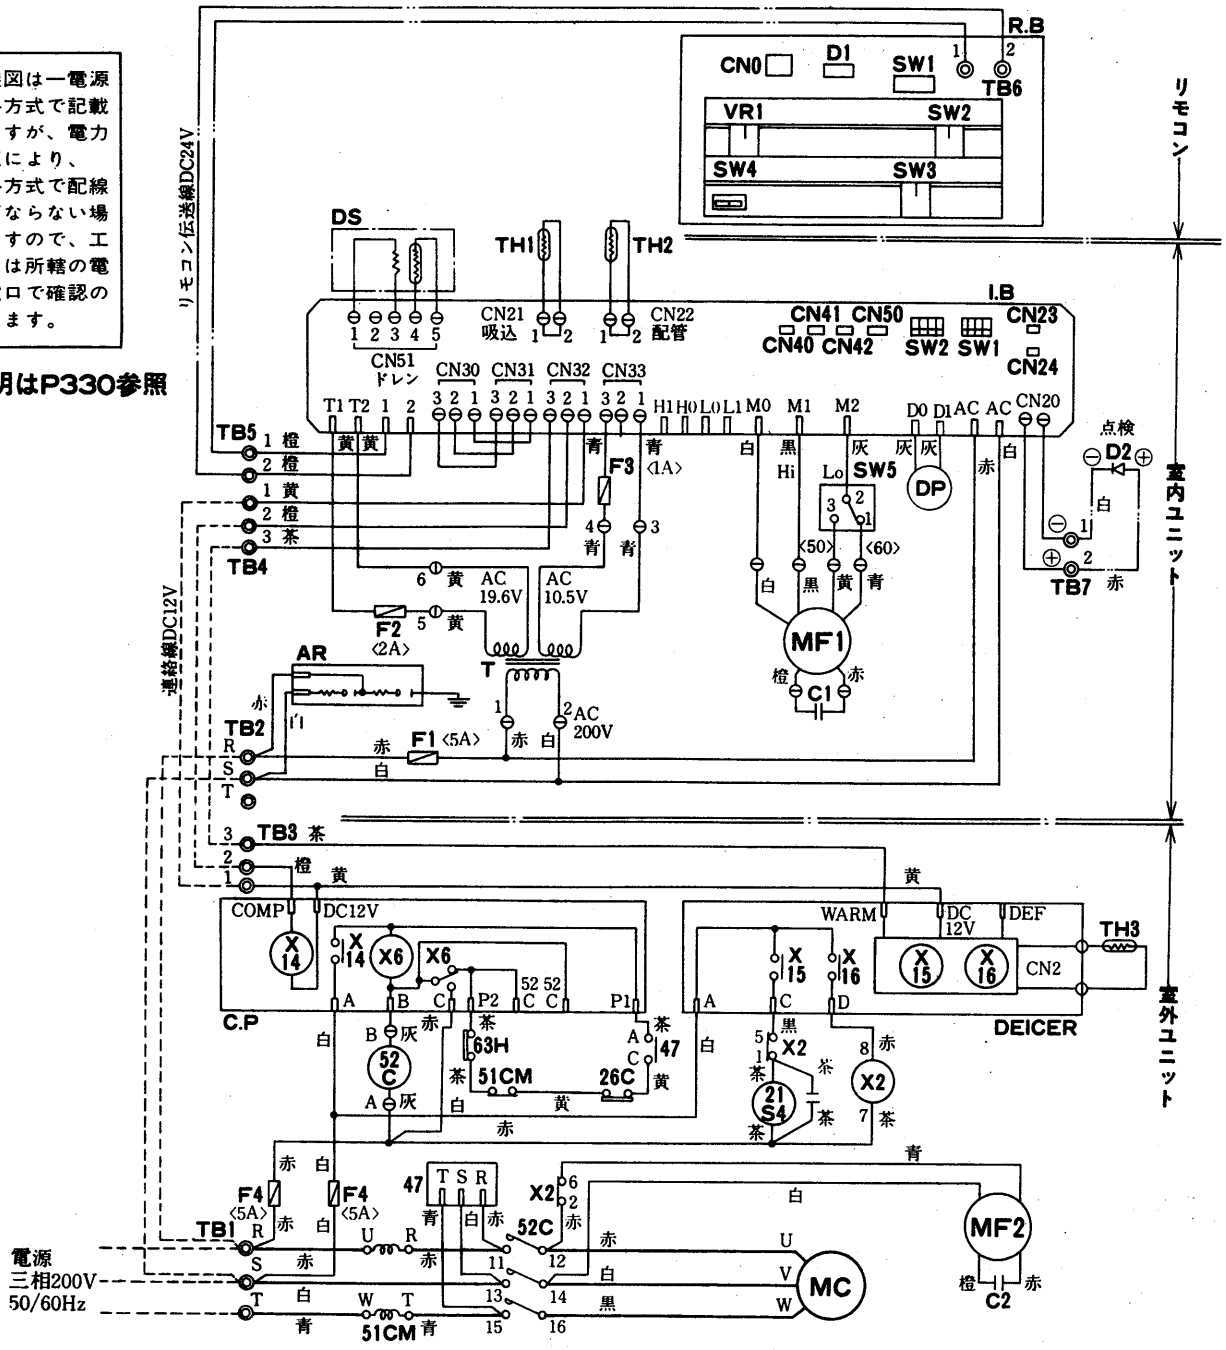 R.B
1 2
CN0 D1 SW1
TB6
VR1 SW2
SW4 SW3
リモコン
図は一電源
方式で記載
すが、電力
により、
方式で配線
ならない場
すので、工
は所轄の電
口で確認の
ます。
明はP330参照
リモコン伝送線DC24V
DS
TH1 TH2
I.B
1 2 3 4 5
CN51
ドレン
CN21
吸込 1 2
CN22
1 2 配管
CN41 CN50
CN40 CN42
SW2 SW1
CN23
CN24
CN30 CN31 CN32 CN33
3 2 1 3 2 1 3 2 1 3 2 1
T1 T2 1 2
H1 H0 L0 L1 M0 M1 M2 D0 D1 AC AC CN20
TB5
1 橙 黄 黄
2 橙
1 黄
2 橙
3 茶
TB4
青 青
F3 〈1A〉
4 3
青 青
白 黒 灰 灰 灰 赤 白
Hi Lo SW5
3 2 1
〈50〉 〈60〉
DP
点検
⊖ D2 ⊕
白
⊖ 1
⊕ 2
TB7 赤
室内ユニット
6 黄
AC
19.6V
AC
10.5V
F2 5 黄
〈2A〉
T
白 黒 黄 青
MF1
橙 赤
C1
連絡線DC12V
AR
赤
1 2
AC
200V
赤 白
TB2
R
S
T
赤 F1 〈5A〉
白
3 TB3 茶
2 橙
1 黄
黄
COMP DC12V
X
14
X
14
X6 X6
52 52
A B C P2 C C P1
C.P
WARM DC
12V
DEF
TH3
X
15
X
16
X
15
X
16
CN2
A C D
DEICER
室外ユニット
白
B 灰 赤 茶
52
C
A 灰
63H
茶 51CM 26C
白 黄
茶
A
C 47
黄
赤
白
黒
5
1 X2
茶 茶
21
S4
茶 茶
8 赤
X2
7 茶
赤 白
F4 F4
〈5A〉 〈5A〉
赤 白
47 T S R
青 白 赤
X2 6
2
赤
青
白
MF2
橙 赤
C2
TB1
R
S
T
電源
三相200V
50/60Hz
赤
白
青
U R
赤
W T
51CM 青
52C
11 12
13 14
15 16
赤 U
白 V
黒 W
MC